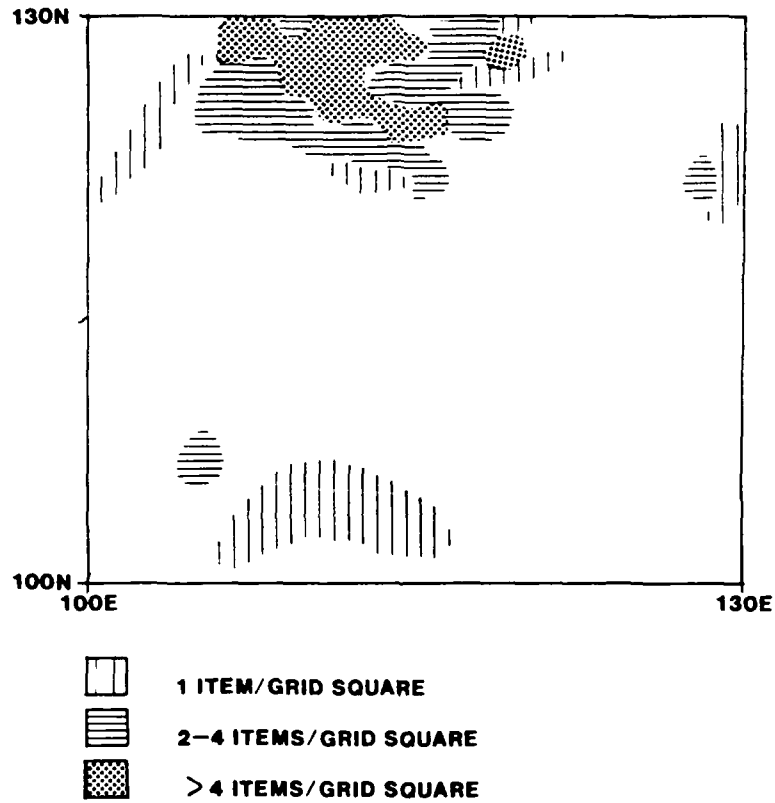 130N
100N
100E 130E
1 ITEM/GRID SQUARE
2-4 ITEMS/GRID SQUARE
>4 ITEMS/GRID SQUARE